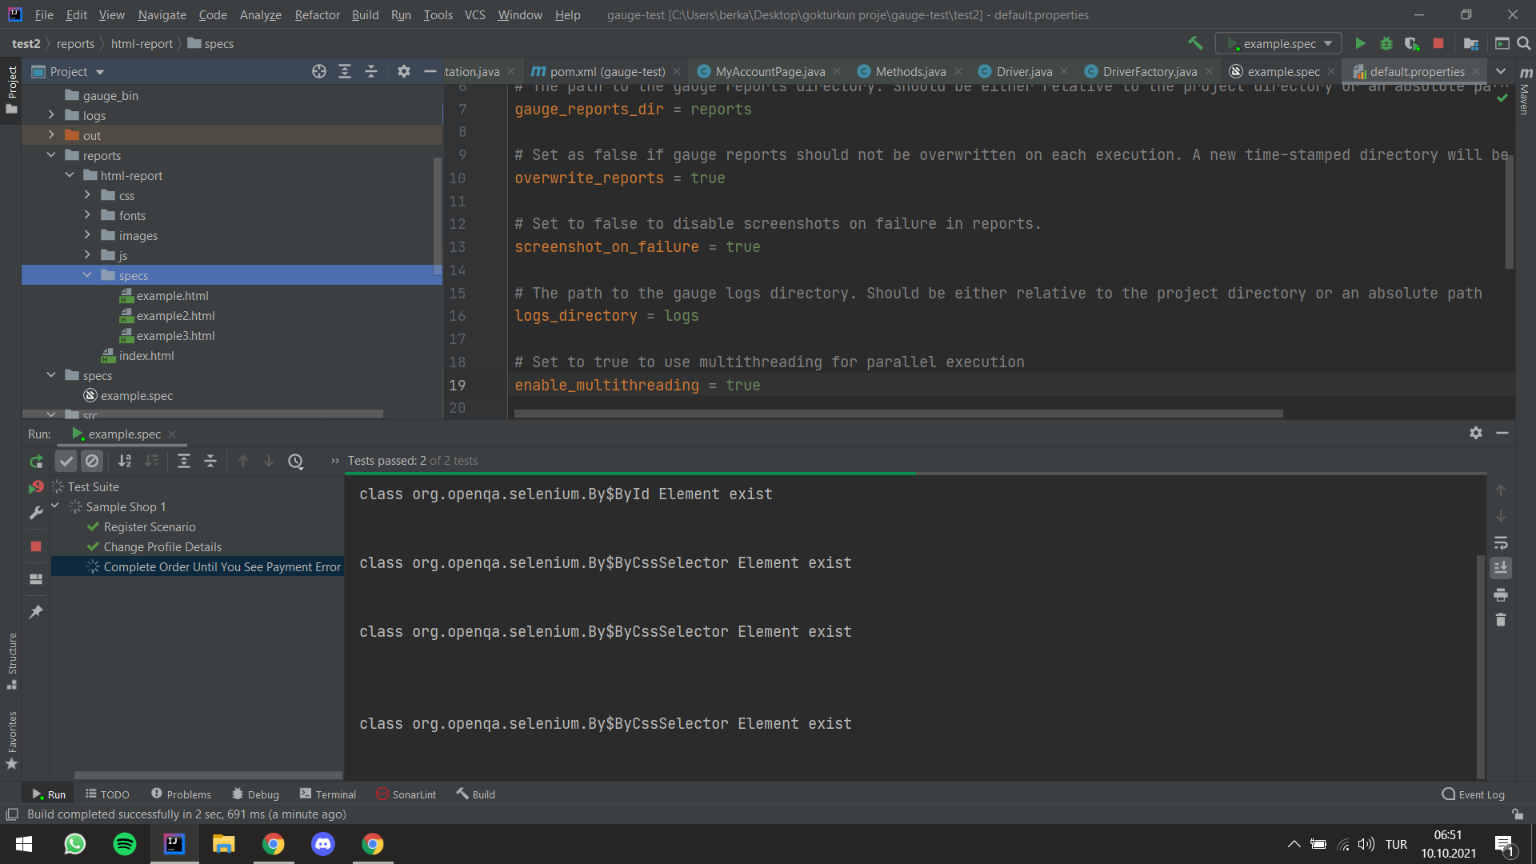 File Edit View Navigate Code Analyze Refactor Build Run Tools VCS Window Help gauge-test [C:\Users\berka\Desktop\gokturkun proje\gauge-test\test2] - default.properties
test2 reports html-report specs example.spec
Project
tation.java pom.xml (gauge-test) MyAccountPage.java Methods.java Driver.java DriverFactory.java example.spec default.properties
Project
Maven
gauge_bin
logs
out
reports
html-report
css
fonts
images
js
specs
example.html
example2.html
example3.html
index.html
specs
example.spec
src
6 # The path to the gauge reports directory. Should be either relative to the project directory or an absolute pa
7 gauge_reports_dir = reports
8
9 # Set as false if gauge reports should not be overwritten on each execution. A new time-stamped directory will be
10 overwrite_reports = true
11
12 # Set to false to disable screenshots on failure in reports.
13 screenshot_on_failure = true
14
15 # The path to the gauge logs directory. Should be either relative to the project directory or an absolute path
16 logs_directory = logs
17
18 # Set to true to use multithreading for parallel execution
19 enable_multithreading = true
20
Run: example.spec
Tests passed: 2 of 2 tests
Test Suite
Sample Shop 1
Register Scenario
Change Profile Details
Complete Order Until You See Payment Error
class org.openqa.selenium.By$ById Element exist
class org.openqa.selenium.By$ByCssSelector Element exist
class org.openqa.selenium.By$ByCssSelector Element exist
class org.openqa.selenium.By$ByCssSelector Element exist
Structure
Favorites
Run TODO Problems Debug Terminal SonarLint Build Event Log
Build completed successfully in 2 sec, 691 ms (a minute ago)
TUR
06:51
10.10.2021
1